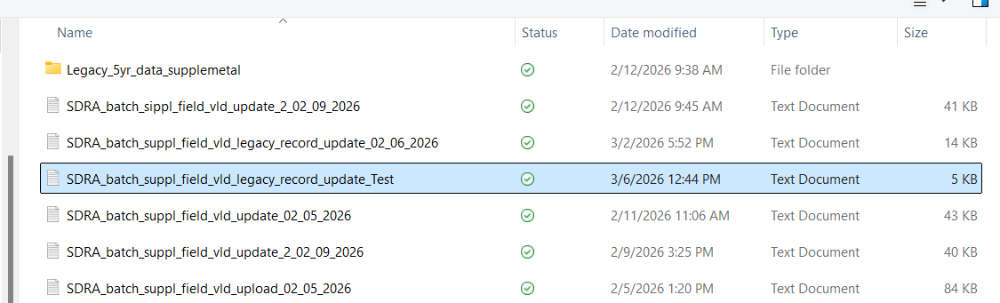 Name Status Date modified Type Size
Legacy_5yr_data_supplemetal 2/12/2026 9:38 AM File folder
SDRA_batch_sippl_field_vld_update_2_02_09_2026 2/12/2026 9:45 AM Text Document 41 KB
SDRA_batch_suppl_field_vld_legacy_record_update_02_06_2026 3/2/2026 5:52 PM Text Document 14 KB
SDRA_batch_suppl_field_vld_legacy_record_update_Test 3/6/2026 12:44 PM Text Document 5 KB
SDRA_batch_suppl_field_vld_update_02_05_2026 2/11/2026 11:06 AM Text Document 43 KB
SDRA_batch_suppl_field_vld_update_2_02_09_2026 2/9/2026 3:25 PM Text Document 40 KB
SDRA_batch_suppl_field_vld_upload_02_05_2026 2/5/2026 1:20 PM Text Document 84 KB